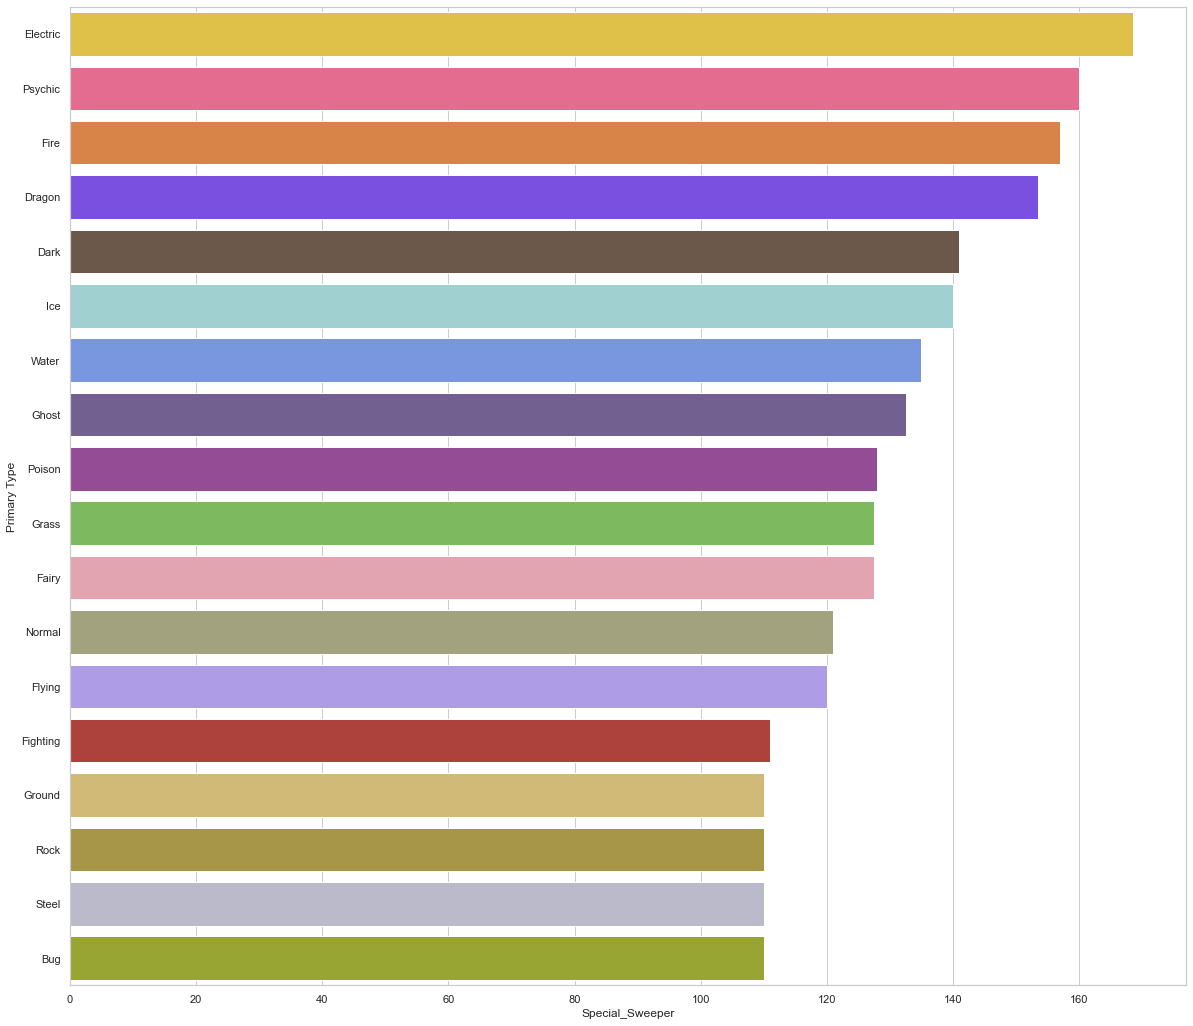 Electric
Psychic
Fire
Dragon
Dark
Ice
Water
Ghost
Poison
Grass
Fairy
Normal
Flying
Fighting
Ground
Rock
Steel
Bug
Primary Type
0 20 40 60 80 100 120 140 160
Special_Sweeper